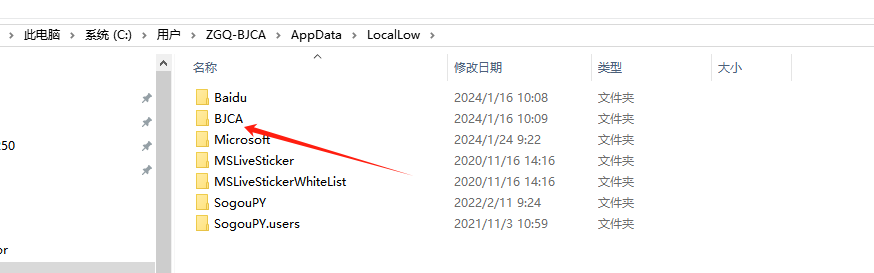 此电脑 › 系统 (C:) › 用户 › ZGQ-BJCA › AppData › LocalLow ›
名称 修改日期 类型 大小
Baidu 2024/1/16 10:08 文件夹
BJCA 2024/1/16 10:09 文件夹
Microsoft 2024/1/24 9:22 文件夹
250
MSLiveSticker 2020/11/16 14:16 文件夹
MSLiveStickerWhiteList 2020/11/16 14:16 文件夹
SogouPY 2022/2/11 9:24 文件夹
SogouPY.users 2021/11/3 10:59 文件夹
or